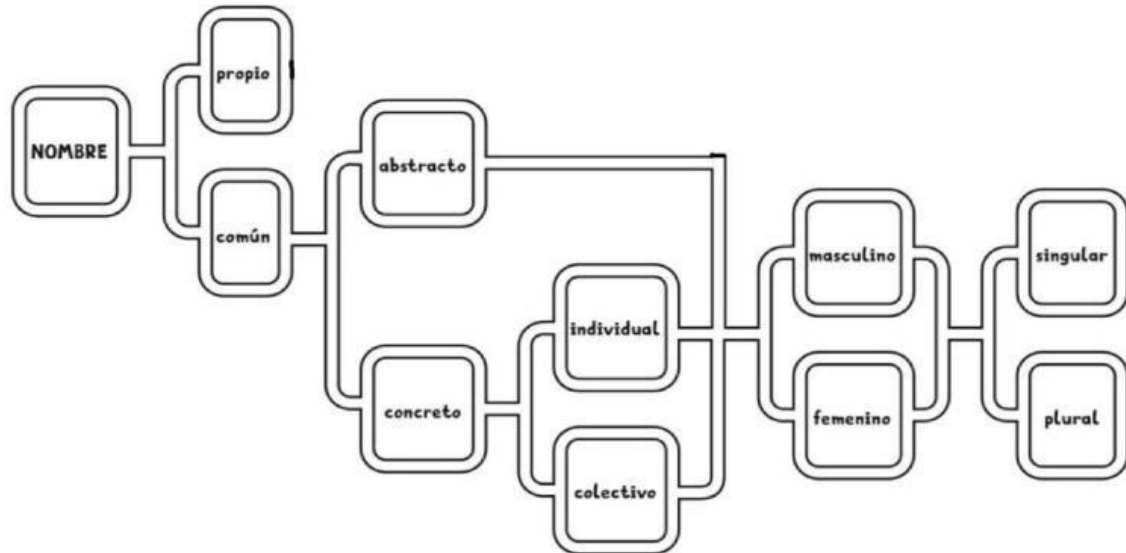 NOMBRE
propio
común
abstracto
concreto
individual
colectivo
masculino
femenino
singular
plural